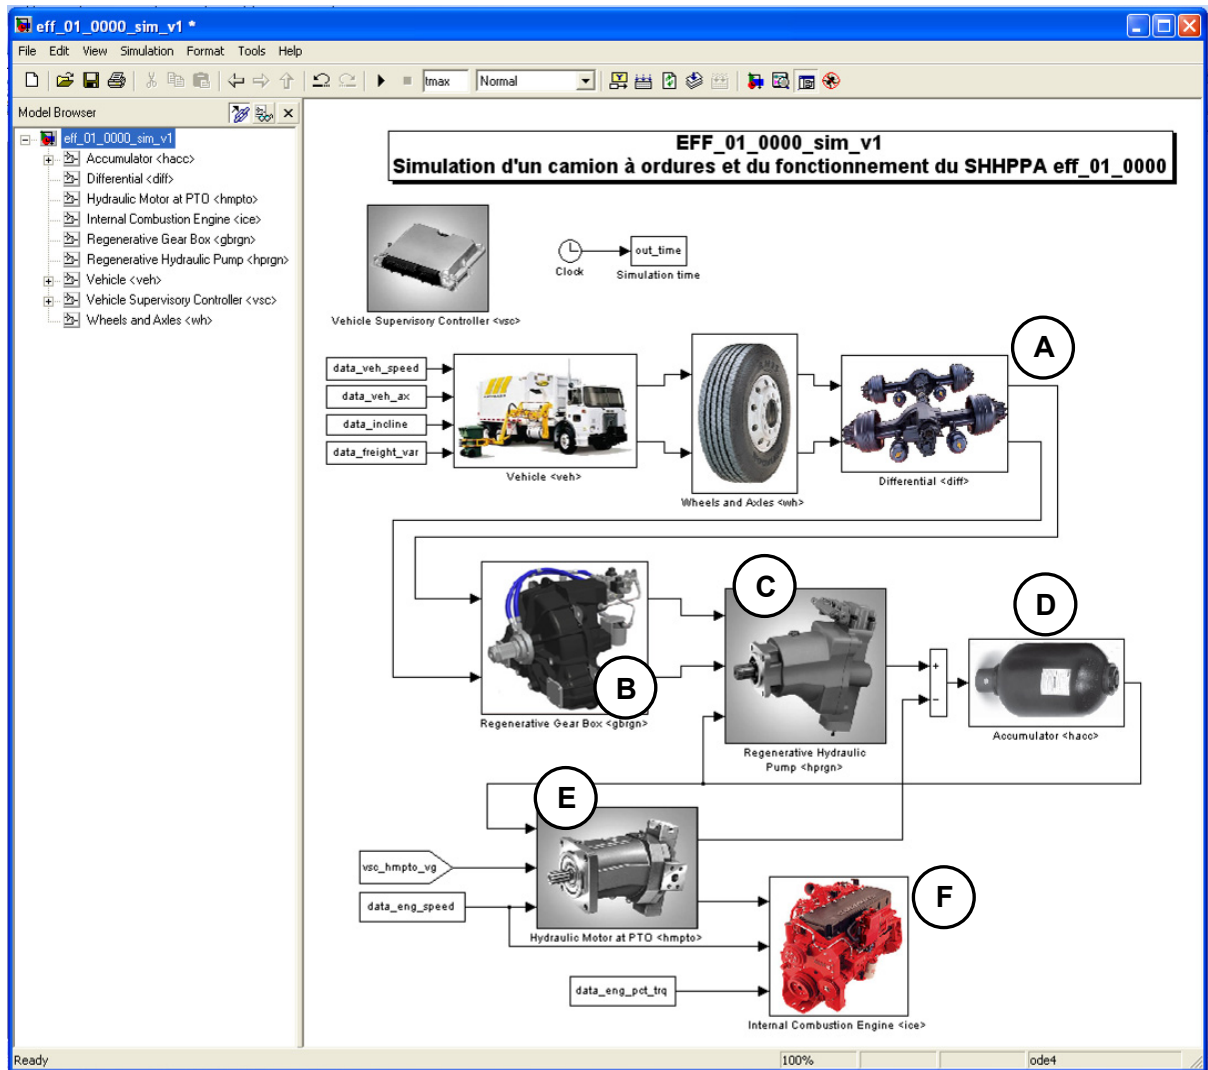 eff_01_0000_sim_v1 *
File Edit View Simulation Format Tools Help
tmax Normal
Model Browser
eff_01_0000_sim_v1
Accumulator <hacc>
Differential <diff>
Hydraulic Motor at PTO <hmpto>
Internal Combustion Engine <ice>
Regenerative Gear Box <gbrgn>
Regenerative Hydraulic Pump <hprgn>
Vehicle <veh>
Vehicle Supervisory Controller <vsc>
Wheels and Axles <wh>
EFF_01_0000_sim_v1
Simulation d'un camion à ordures et du fonctionnement du SHHPPA eff_01_0000
Vehicle Supervisory Controller <vsc>
Clock
out_time
Simulation time
data_veh_speed
data_veh_ax
data_incline
data_freight_var
Vehicle <veh>
Wheels and Axles <wh>
A
Differential <diff>
B
Regenerative Gear Box <gbrgn>
C
Regenerative Hydraulic
Pump <hprgn>
+
−
D
Accumulator <hacc>
E
vsc_hmpto_vg
data_eng_speed
Hydraulic Motor at PTO <hmpto>
F
data_eng_pct_trq
Internal Combustion Engine <ice>
Ready 100% ode4